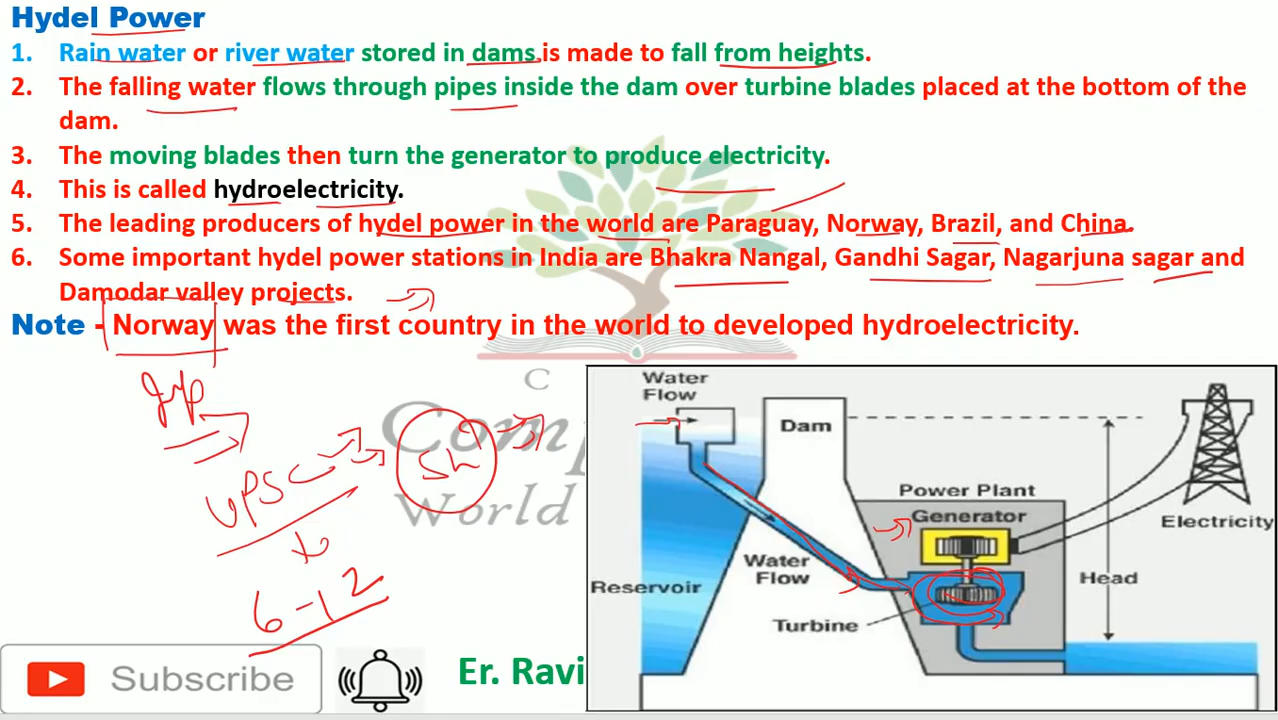 Hydel Power
1. Rain water or river water stored in dams is made to fall from heights.
2. The falling water flows through pipes inside the dam over turbine blades placed at the bottom of the
dam.
3. The moving blades then turn the generator to produce electricity.
4. This is called hydroelectricity.
5. The leading producers of hydel power in the world are Paraguay, Norway, Brazil, and China.
6. Some important hydel power stations in India are Bhakra Nangal, Gandhi Sagar, Nagarjuna sagar and
Damodar valley projects.
Note - Norway was the first country in the world to developed hydroelectricity.
UPSC
6-12
C
World
Water
Flow
Dam
Power Plant
Generator
Electricity
Water
Flow
Reservoir
Head
Turbine
Subscribe
Er. Ravi